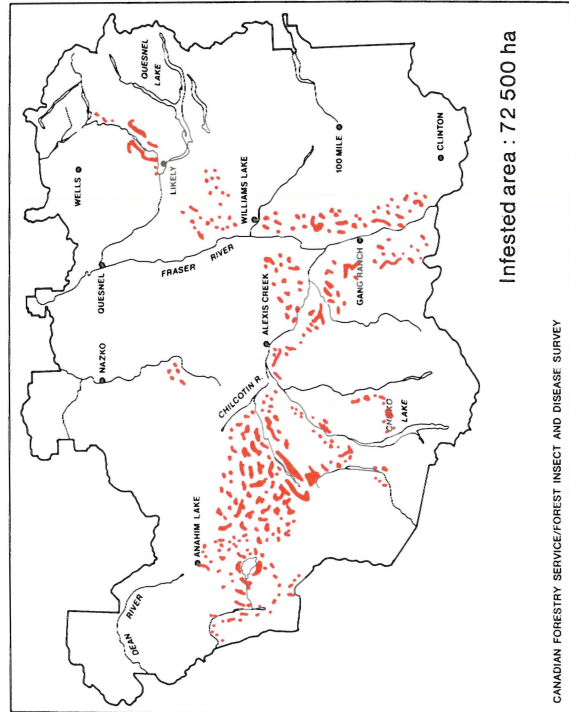 DEAN
RIVER
ANAHIM LAKE
NAZKO
QUESNEL
WELLS
QUESNEL
LAKE
LIKELY
FRASER
RIVER
WILLIAMS LAKE
CHILCOTIN R.
ALEXIS CREEK
100 MILE
GANG RANCH
CLINTON
LAKE
Infested area : 72 500 ha
CANADIAN FORESTRY SERVICE/FOREST INSECT AND DISEASE SURVEY